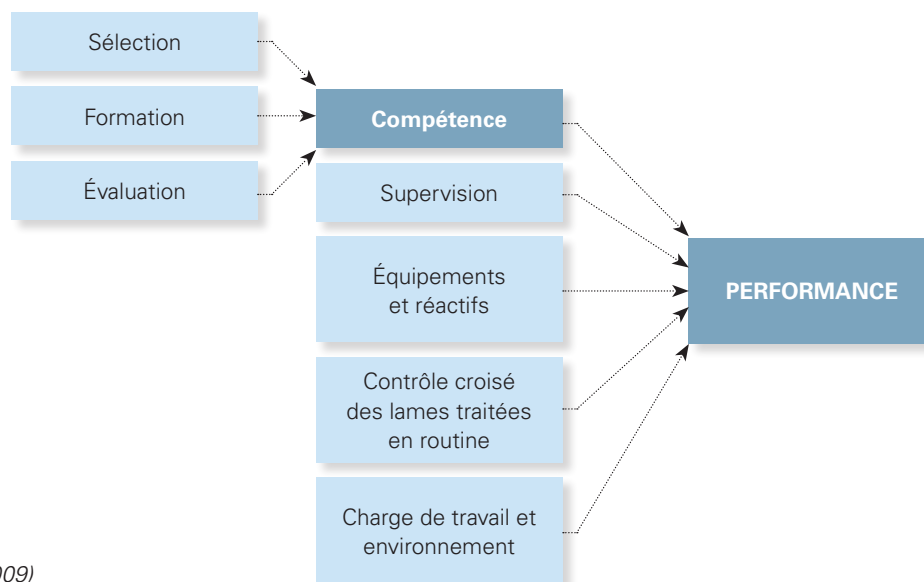 Sélection
Formation
Évaluation
Compétence
Supervision
Équipements
et réactifs
Contrôle croisé
des lames traitées
en routine
Charge de travail et
environnement
PERFORMANCE
009)